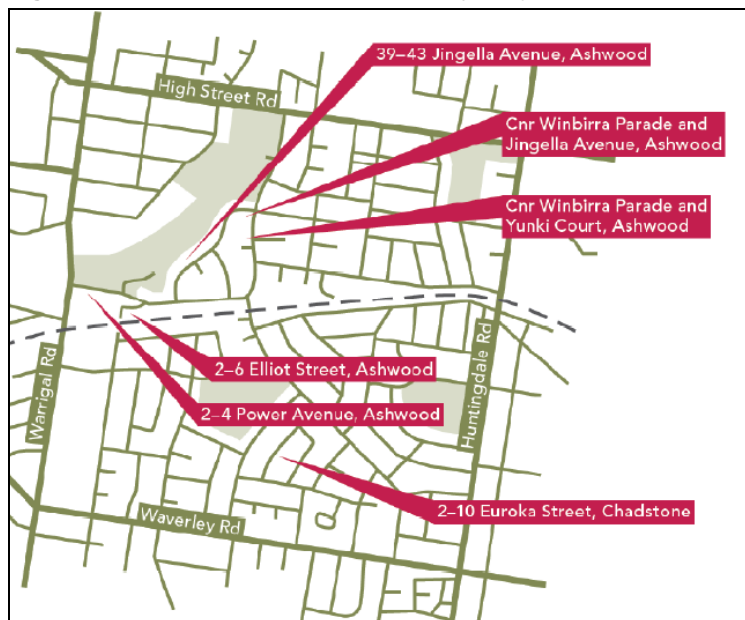 39–43 Jingella Avenue, Ashwood
High Street Rd
Cnr Winbirra Parade and
Jingella Avenue, Ashwood
Cnr Winbirra Parade and
Yunki Court, Ashwood
Warrigal Rd
Huntingdale Rd
2–6 Elliot Street, Ashwood
2–4 Power Avenue, Ashwood
2–10 Euroka Street, Chadstone
Waverley Rd